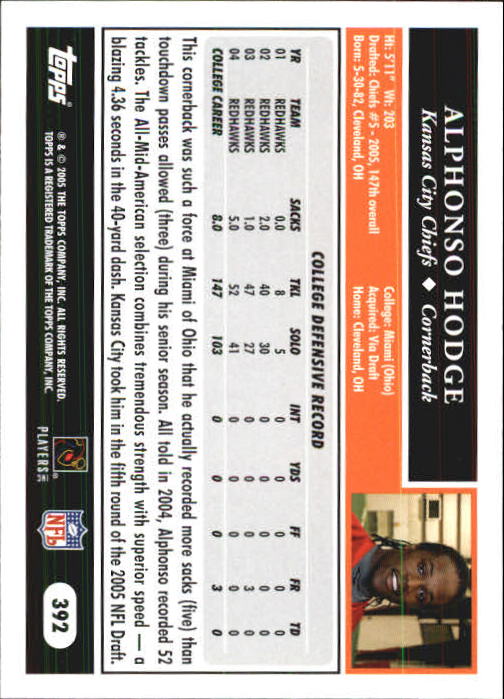 ALPHONSO HODGE
Kansas City Chiefs ◆ Cornerback
Ht: 5'11" Wt: 203
Drafted: Chiefs #5 - 2005, 147th overall
Born: 5-30-82, Cleveland, OH
College: Miami (Ohio)
Acquired: Via Draft
Home: Cleveland, OH
COLLEGE DEFENSIVE RECORD
YR TEAM SACKS TKL SOLO INT YDS FF FR TD
01 REDHAWKS 0.0 8 5 0 0 0 0 0
02 REDHAWKS 2.0 40 30 0 0 0 0 0
03 REDHAWKS 1.0 47 27 0 0 0 3 0
04 REDHAWKS 5.0 52 41 0 0 0 0 0
COLLEGE CAREER 8.0 147 103 0 0 0 3 0
This cornerback was such a force at Miami of Ohio that he actually recorded more sacks (five) than
touchdown passes allowed (three) during his senior season. All told in 2004, Alphonso recorded 52
tackles. The All-Mid-American selection combines tremendous strength with superior speed — a
blazing 4.36 seconds in the 40-yard dash. Kansas City took him in the fifth round of the 2005 NFL Draft.
topps
® & © 2005 THE TOPPS COMPANY, INC. ALL RIGHTS RESERVED.
TOPPS IS A REGISTERED TRADEMARK OF THE TOPPS COMPANY, INC.
PLAYERS INC
NFL
392